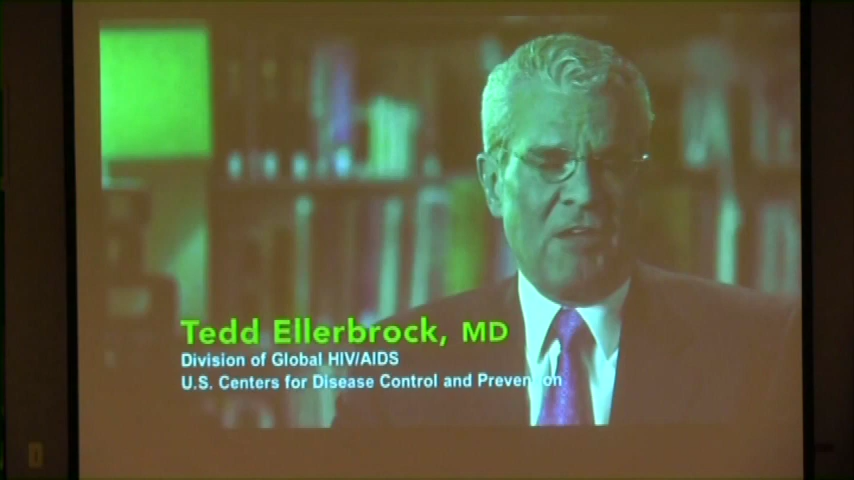 Tedd Ellerbrock, MD
Division of Global HIV/AIDS
U.S. Centers for Disease Control and Prevention